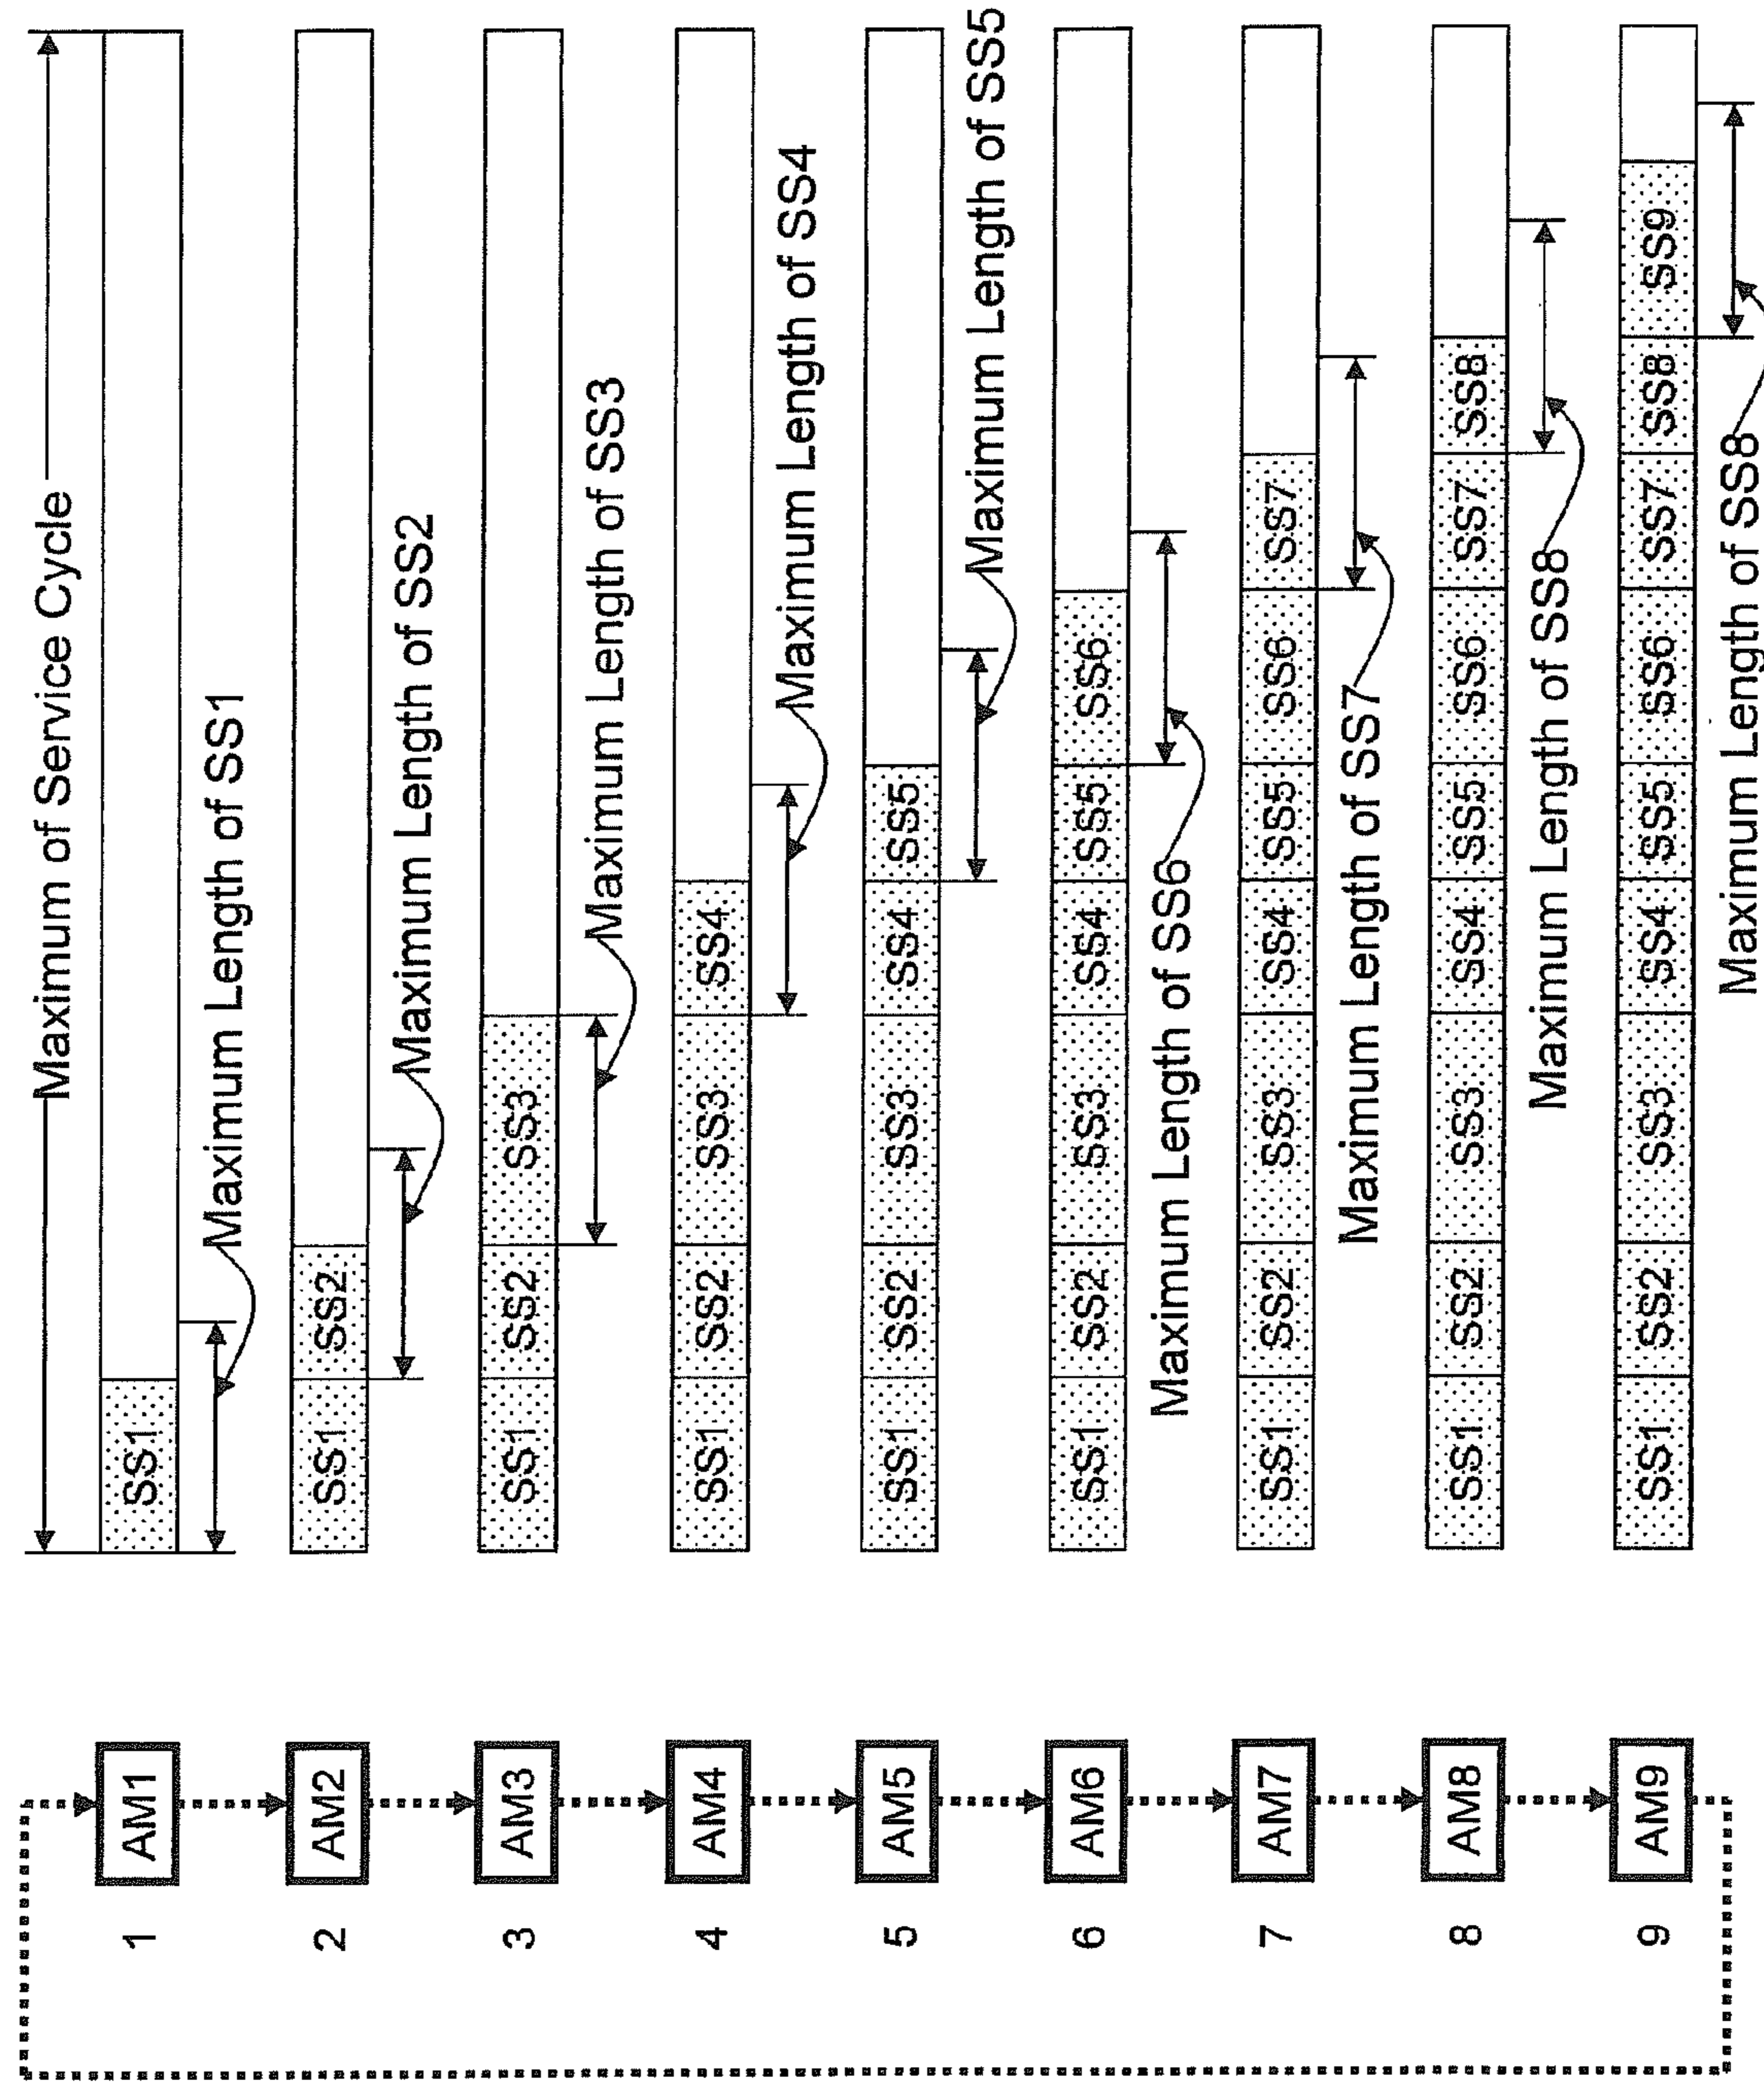 Maximum of Service Cycle
1 AM1 SS1
Maximum Length of SS1
2 AM2 SS1 SS2
Maximum Length of SS2
3 AM3 SS1 SS2 SS3
Maximum Length of SS3
4 AM4 SS1 SS2 SS3 SS4
Maximum Length of SS4
5 AM5 SS1 SS2 SS3 SS4 SS5
Maximum Length of SS5
6 AM6 SS1 SS2 SS3 SS4 SS5 SS6
Maximum Length of SS6
7 AM7 SS1 SS2 SS3 SS4 SS5 SS6 SS7
Maximum Length of SS7
8 AM8 SS1 SS2 SS3 SS4 SS5 SS6 SS7 SS8
Maximum Length of SS8
9 AM9 SS1 SS2 SS3 SS4 SS5 SS6 SS7 SS8 SS9
Maximum Length of SS8